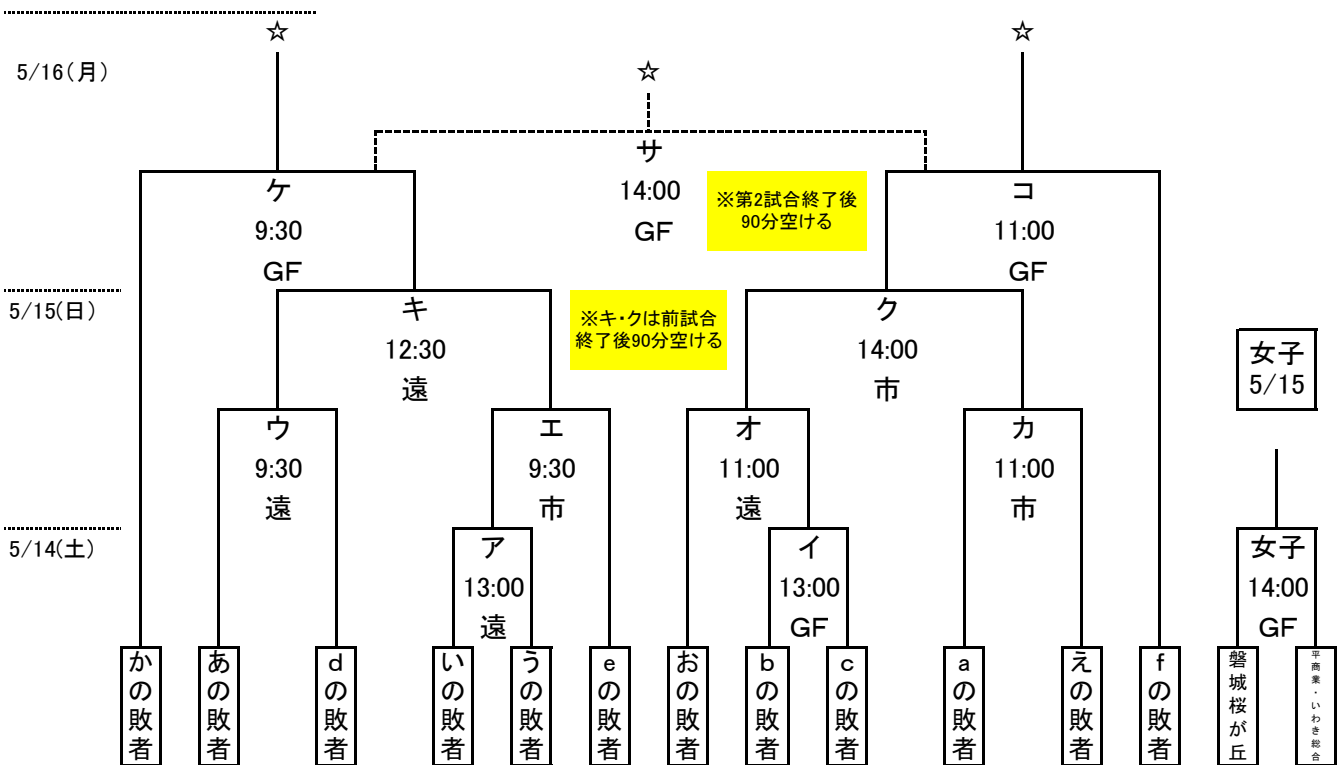 ☆
☆
5/16(月)
☆
ケ
9:30
GF
サ
14:00
GF
※第2試合終了後
90分空ける
コ
11:00
GF
5/15(日)
キ
12:30
遠
※キ・クは前試合
終了後90分空ける
ク
14:00
市
女子
5/15
ウ
9:30
遠
エ
9:30
市
オ
11:00
遠
カ
11:00
市
5/14(土)
ア
13:00
遠
イ
13:00
GF
女子
14:00
GF
かの敗者
あの敗者
dの敗者
いの敗者
うの敗者
eの敗者
おの敗者
bの敗者
cの敗者
aの敗者
えの敗者
fの敗者
磐城桜が丘
平商業・いわき総合